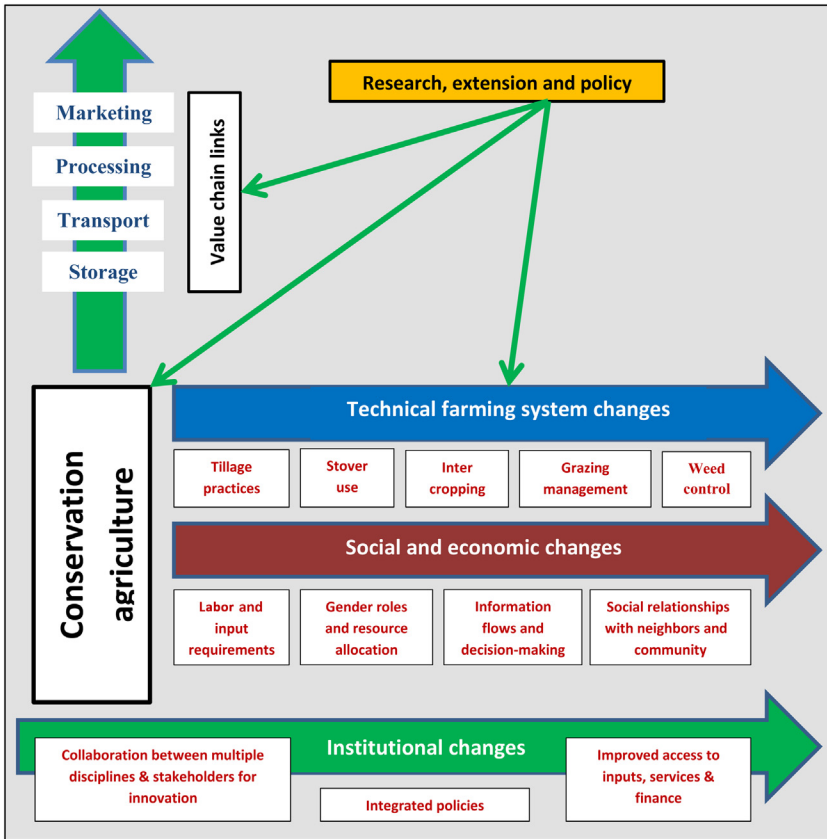 Research, extension and policy
Marketing
Processing
Transport
Storage
Value chain links
Conservation
agriculture
Technical farming system changes
Tillage
practices
Stover
use
Inter
cropping
Grazing
management
Weed
control
Social and economic changes
Labor and
input
requirements
Gender roles
and resource
allocation
Information
flows and
decision-making
Social relationships
with neighbors and
community
Institutional changes
Collaboration between multiple
disciplines & stakeholders for
innovation
Integrated policies
Improved access to
inputs, services &
finance